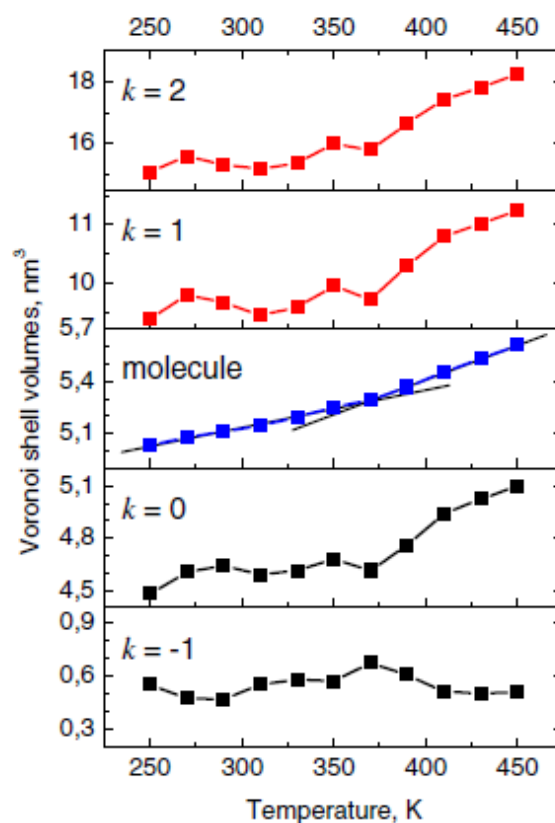 250 300 350 400 450
18
k = 2
16
11
k = 1
10
5,7
molecule
5,4
5,1
5,1
k = 0
4,8
4,5
0,9
k = -1
0,6
0,3
250 300 350 400 450
Voronoi shell volumes, nm³
Temperature, K